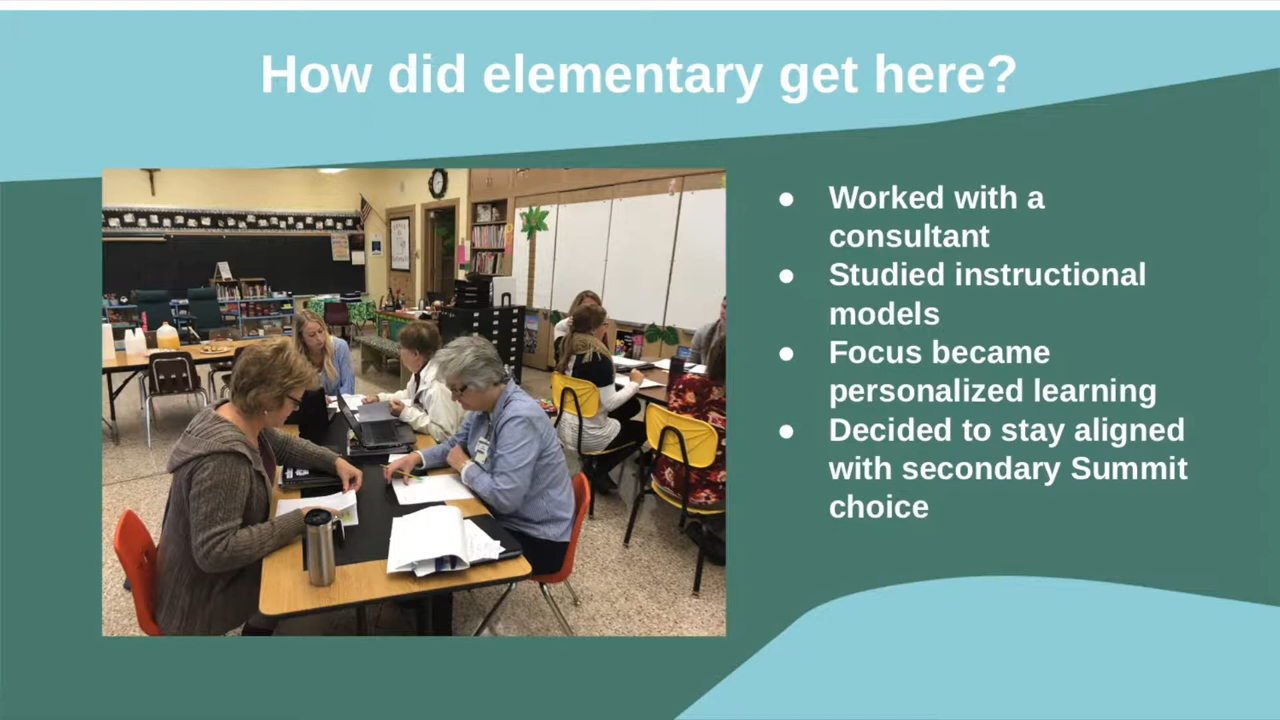 How did elementary get here?
● Worked with a
consultant
● Studied instructional
models
● Focus became
personalized learning
● Decided to stay aligned
with secondary Summit
choice